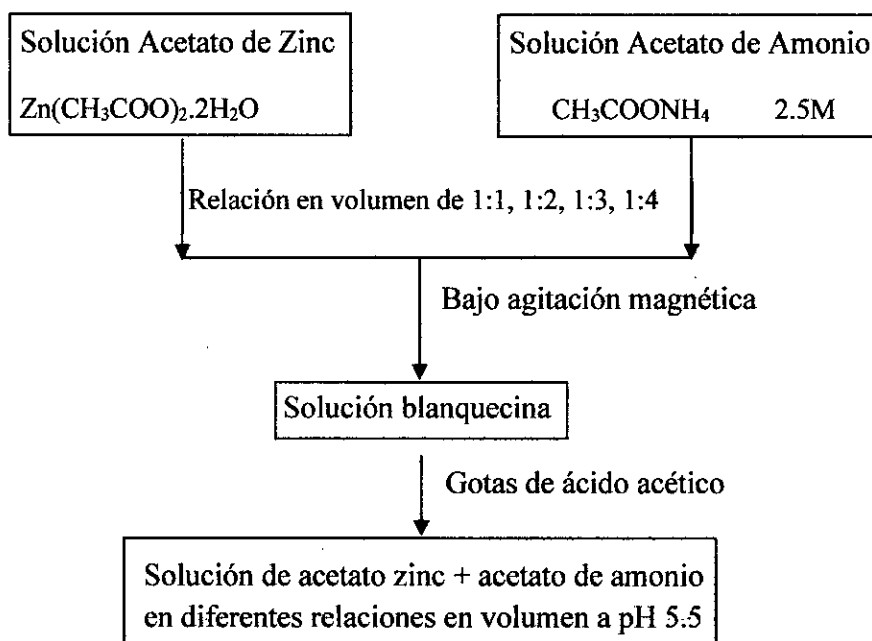 Solución Acetato de Zinc
Zn(CH₃COO)₂.2H₂O
Solución Acetato de Amonio
CH₃COONH₄ 2.5M
Relación en volumen de 1:1, 1:2, 1:3, 1:4
Bajo agitación magnética
Solución blanquecina
Gotas de ácido acético
Solución de acetato zinc + acetato de amonio
en diferentes relaciones en volumen a pH 5.5